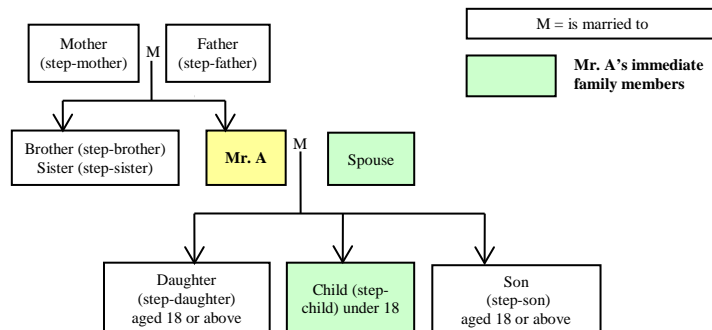 Mother
(step-mother)
M
Father
(step-father)
M = is married to
Mr. A's immediate
family members
Brother (step-brother)
Sister (step-sister)
Mr. A
M
Spouse
Daughter
(step-daughter)
aged 18 or above
Child (step-
child) under 18
Son
(step-son)
aged 18 or above